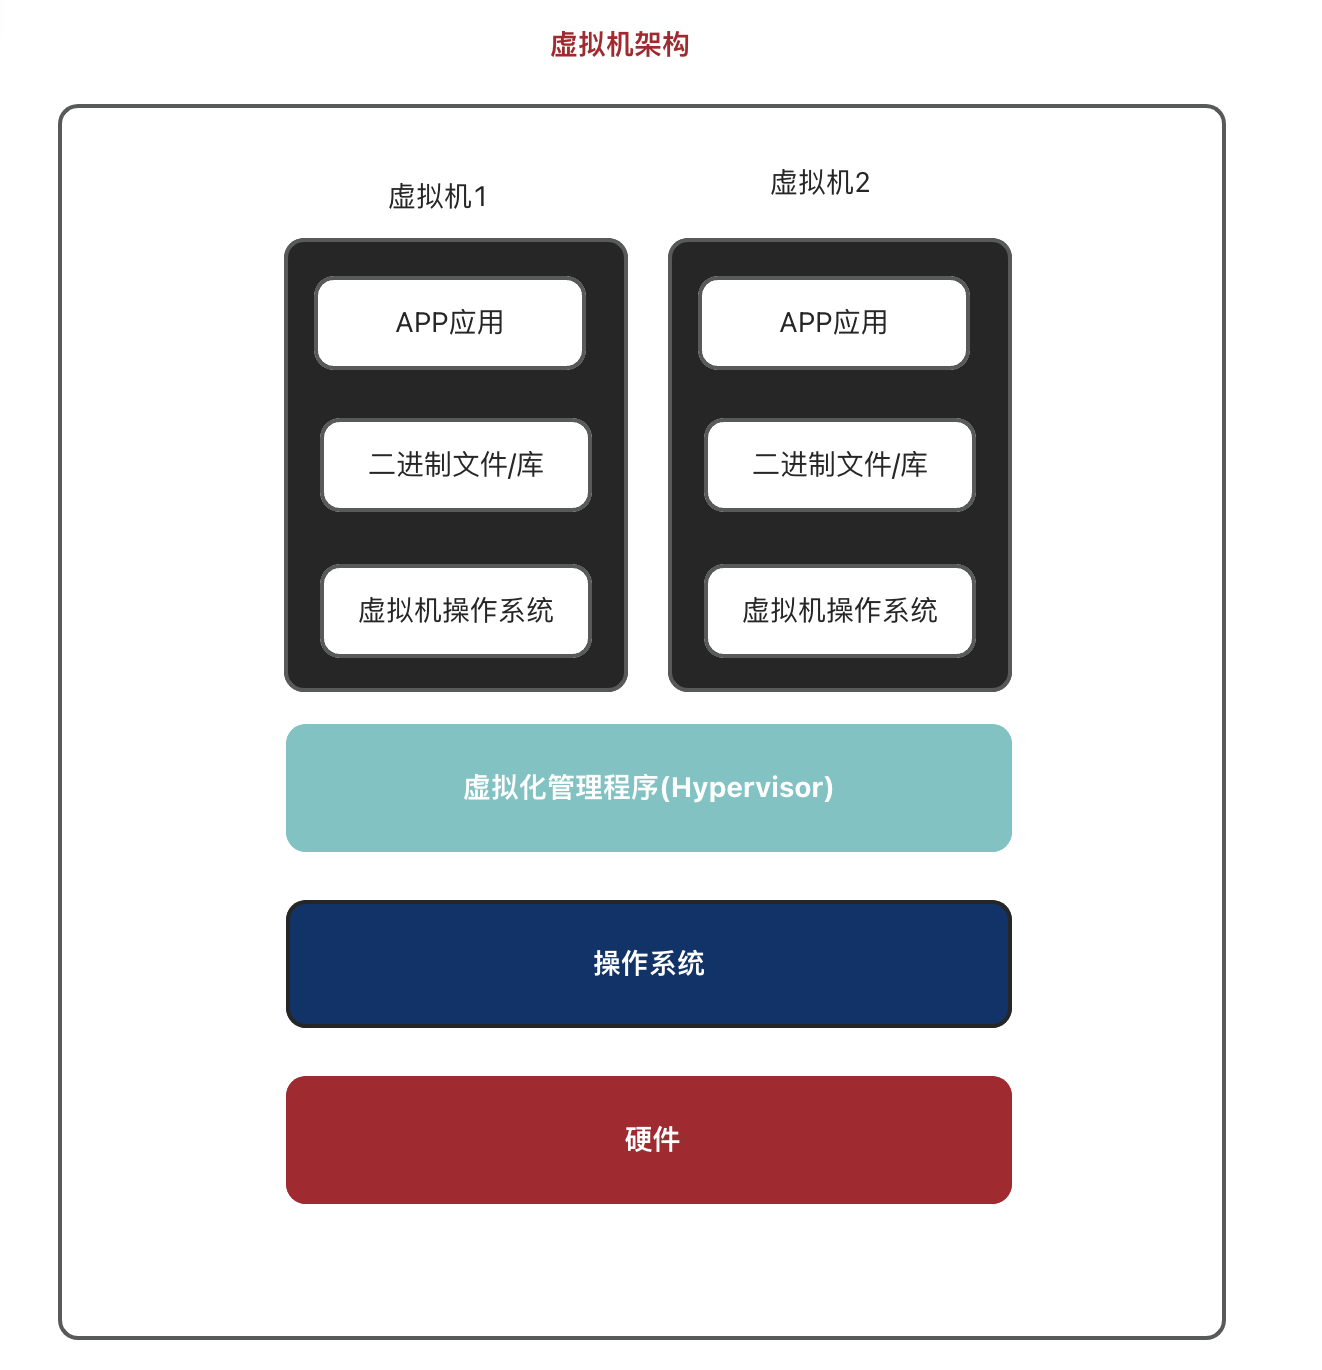 虚拟机架构
虚拟机1
虚拟机2
APP应用
APP应用
二进制文件/库
二进制文件/库
虚拟机操作系统
虚拟机操作系统
虚拟化管理程序(Hypervisor)
操作系统
硬件